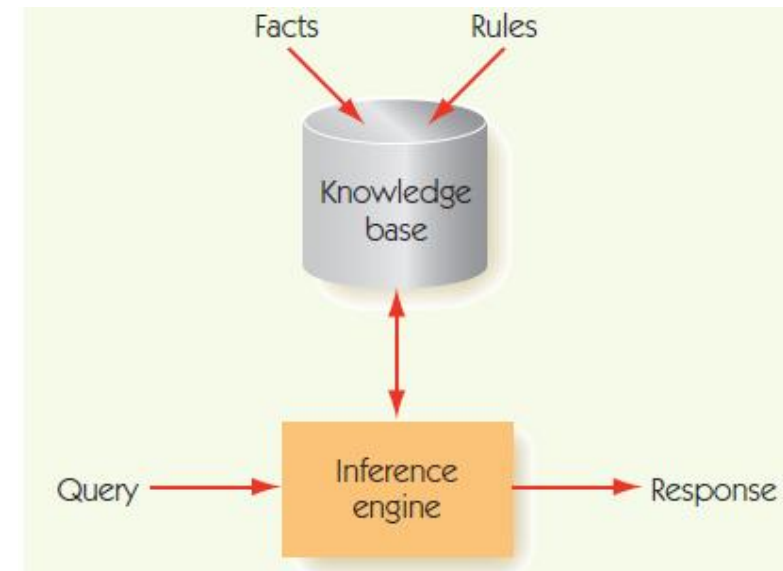 Facts Rules
Knowledge
base
Inference
engine
Query
Response